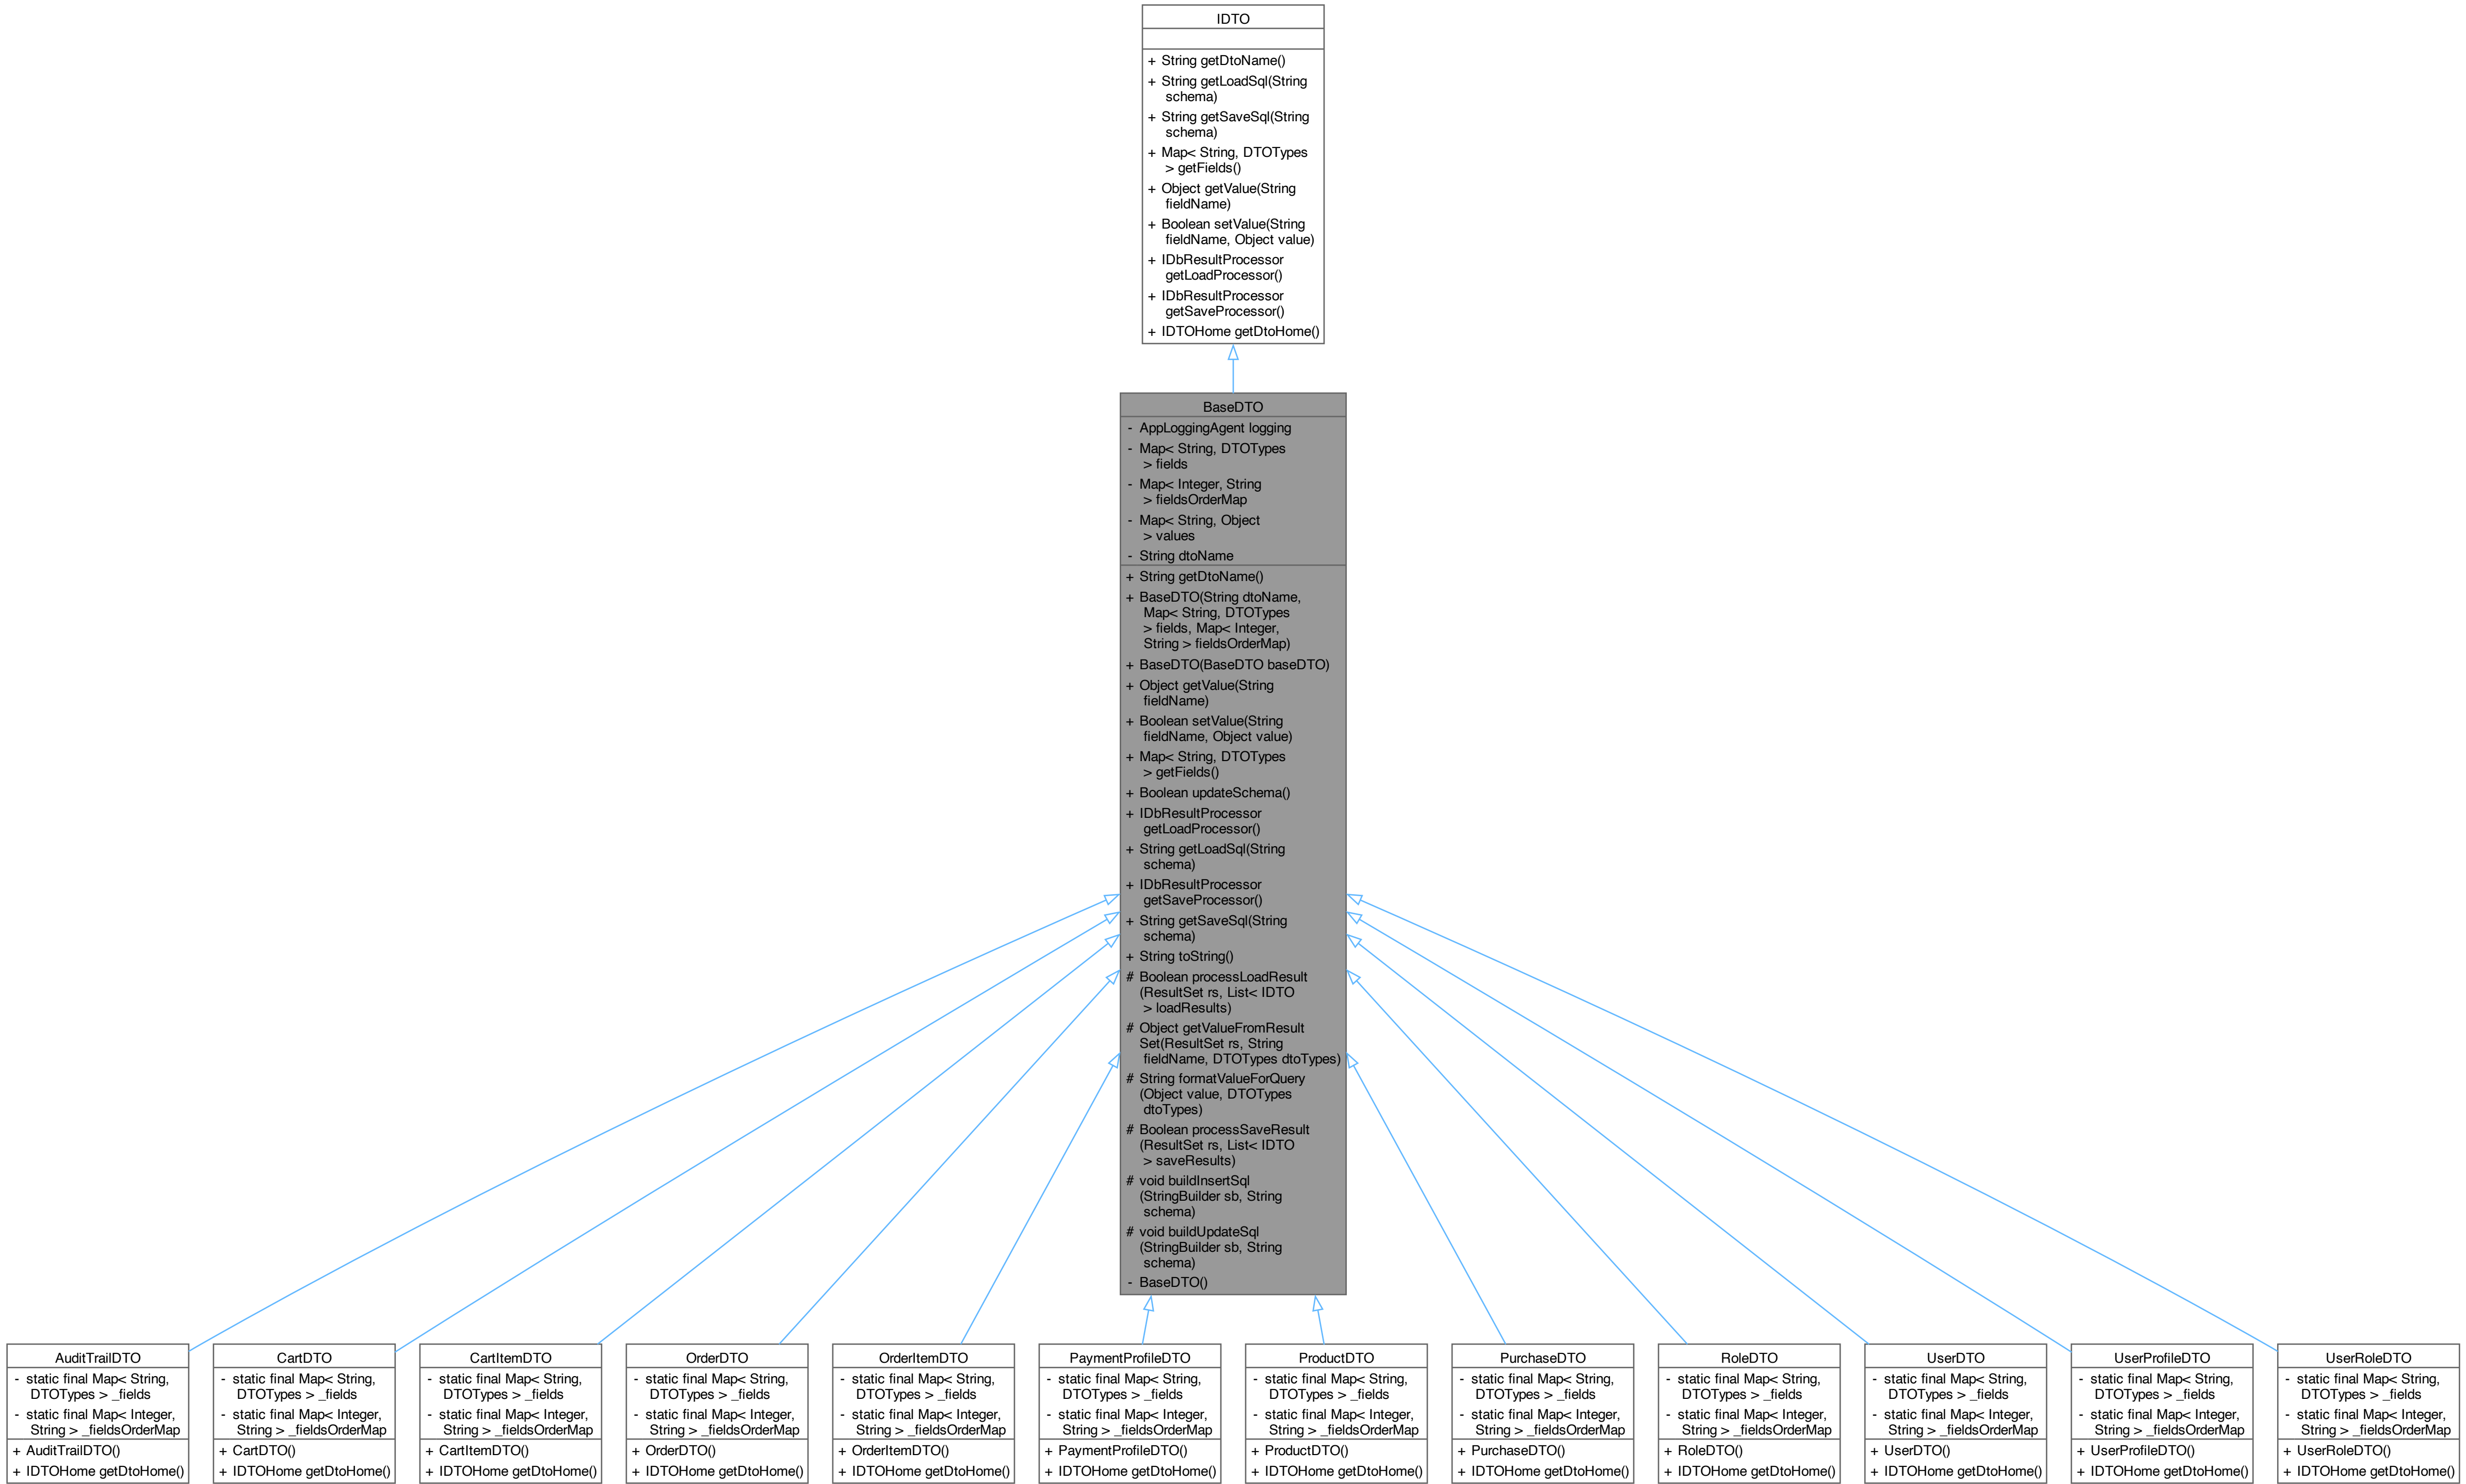 IDTO
+ String getDtoName()
+ String getLoadSql(String
schema)
+ String getSaveSql(String
schema)
+ Map< String, DTOTypes
> getFields()
+ Object getValue(String
fieldName)
+ Boolean setValue(String
fieldName, Object value)
+ IDbResultProcessor
getLoadProcessor()
+ IDbResultProcessor
getSaveProcessor()
+ IDTOHome getDtoHome()
BaseDTO
- AppLoggingAgent logging
- Map< String, DTOTypes
> fields
- Map< Integer, String
> fieldsOrderMap
- Map< String, Object
> values
- String dtoName
+ String getDtoName()
+ BaseDTO(String dtoName,
Map< String, DTOTypes
> fields, Map< Integer,
String > fieldsOrderMap)
+ BaseDTO(BaseDTO baseDTO)
+ Object getValue(String
fieldName)
+ Boolean setValue(String
fieldName, Object value)
+ Map< String, DTOTypes
> getFields()
+ Boolean updateSchema()
+ IDbResultProcessor
getLoadProcessor()
+ String getLoadSql(String
schema)
+ IDbResultProcessor
getSaveProcessor()
+ String getSaveSql(String
schema)
+ String toString()
# Boolean processLoadResult
(ResultSet rs, List< IDTO
> loadResults)
# Object getValueFromResult
Set(ResultSet rs, String
fieldName, DTOTypes dtoTypes)
# String formatValueForQuery
(Object value, DTOTypes
dtoTypes)
# Boolean processSaveResult
(ResultSet rs, List< IDTO
> saveResults)
# void buildInsertSql
(StringBuilder sb, String
schema)
# void buildUpdateSql
(StringBuilder sb, String
schema)
- BaseDTO()
AuditTrailDTO
- static final Map< String,
DTOTypes > _fields
- static final Map< Integer,
String > _fieldsOrderMap
+ AuditTrailDTO()
+ IDTOHome getDtoHome()
CartDTO
- static final Map< String,
DTOTypes > _fields
- static final Map< Integer,
String > _fieldsOrderMap
+ CartDTO()
+ IDTOHome getDtoHome()
CartItemDTO
- static final Map< String,
DTOTypes > _fields
- static final Map< Integer,
String > _fieldsOrderMap
+ CartItemDTO()
+ IDTOHome getDtoHome()
OrderDTO
- static final Map< String,
DTOTypes > _fields
- static final Map< Integer,
String > _fieldsOrderMap
+ OrderDTO()
+ IDTOHome getDtoHome()
OrderItemDTO
- static final Map< String,
DTOTypes > _fields
- static final Map< Integer,
String > _fieldsOrderMap
+ OrderItemDTO()
+ IDTOHome getDtoHome()
PaymentProfileDTO
- static final Map< String,
DTOTypes > _fields
- static final Map< Integer,
String > _fieldsOrderMap
+ PaymentProfileDTO()
+ IDTOHome getDtoHome()
ProductDTO
- static final Map< String,
DTOTypes > _fields
- static final Map< Integer,
String > _fieldsOrderMap
+ ProductDTO()
+ IDTOHome getDtoHome()
PurchaseDTO
- static final Map< String,
DTOTypes > _fields
- static final Map< Integer,
String > _fieldsOrderMap
+ PurchaseDTO()
+ IDTOHome getDtoHome()
RoleDTO
- static final Map< String,
DTOTypes > _fields
- static final Map< Integer,
String > _fieldsOrderMap
+ RoleDTO()
+ IDTOHome getDtoHome()
UserDTO
- static final Map< String,
DTOTypes > _fields
- static final Map< Integer,
String > _fieldsOrderMap
+ UserDTO()
+ IDTOHome getDtoHome()
UserProfileDTO
- static final Map< String,
DTOTypes > _fields
- static final Map< Integer,
String > _fieldsOrderMap
+ UserProfileDTO()
+ IDTOHome getDtoHome()
UserRoleDTO
- static final Map< String,
DTOTypes > _fields
- static final Map< Integer,
String > _fieldsOrderMap
+ UserRoleDTO()
+ IDTOHome getDtoHome()